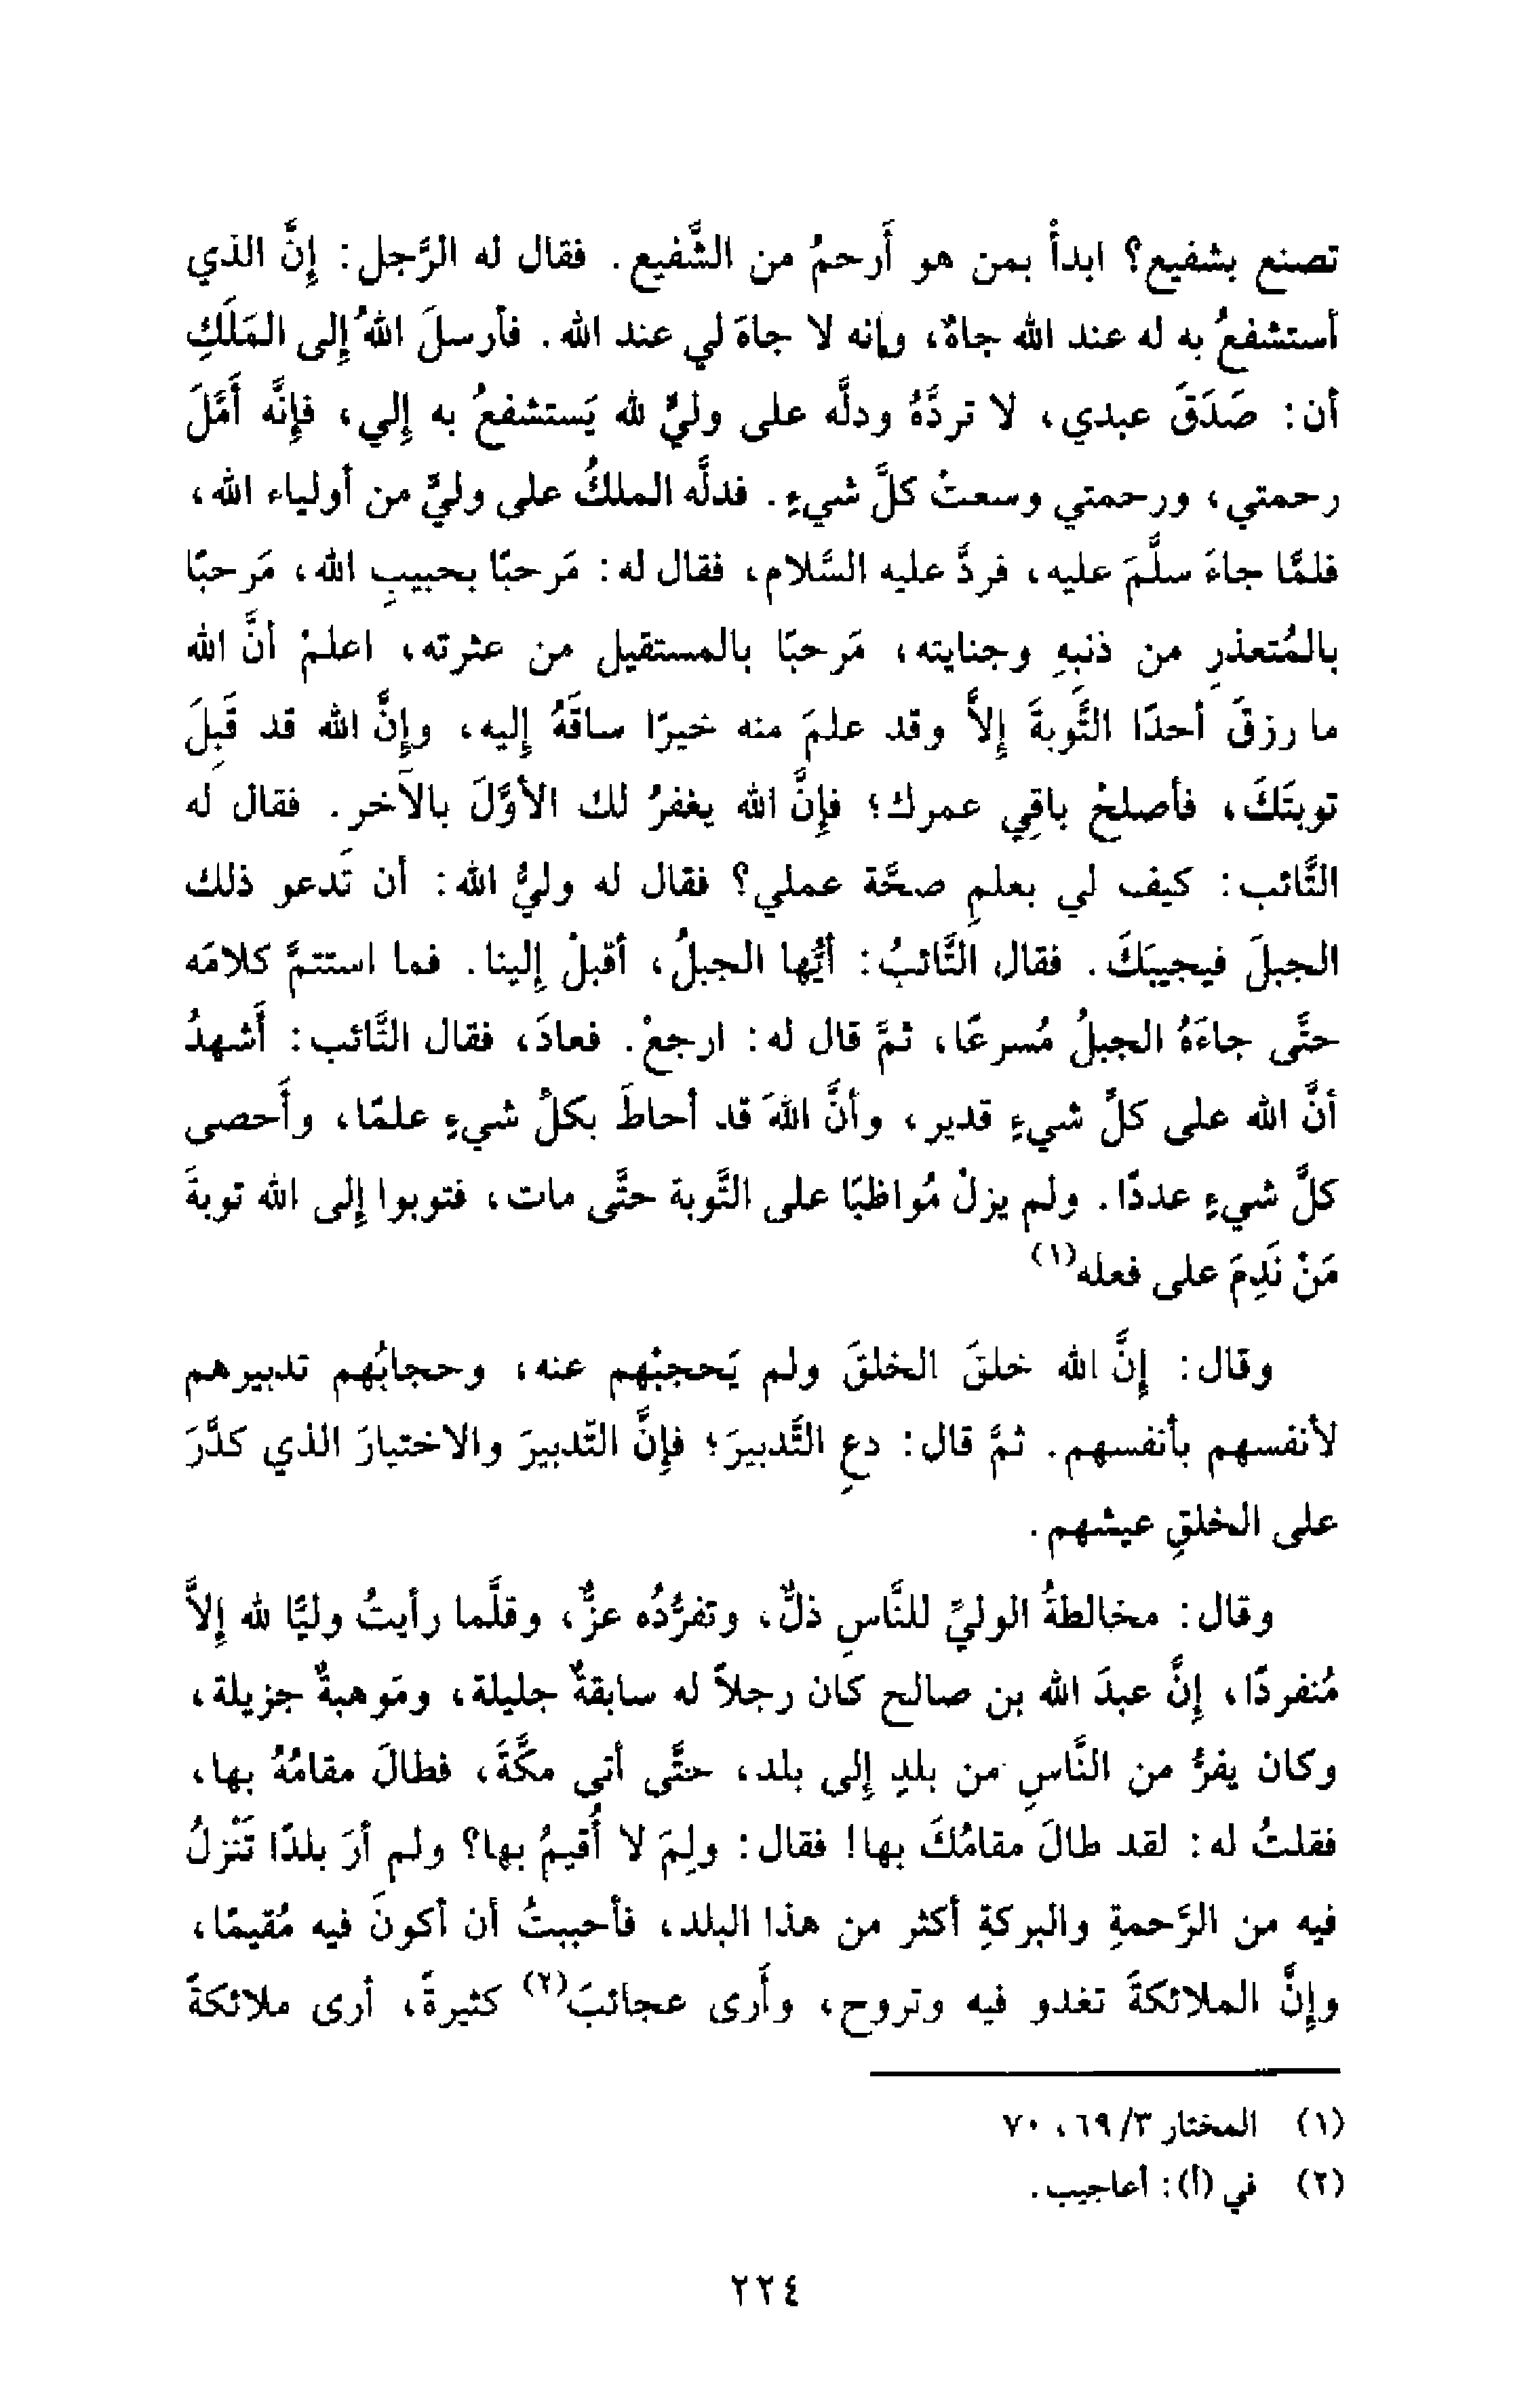 تصنع بشفيع؟ ابدأ بمن هو أَرحمُ من الشَّفيع. فقال له الرَّجل: إنَّ الذي
أستشفعُ به له عند الله جاهٌ، وإنه لا جاهَ لي عند الله. فأرسلَ اللهُ إلى المَلَكِ
أن: صَدَقَ عبدي، لا تردَّهُ ودلَّه على وليٍّ لله يَستشفعُ به إلي، فإنَّه أَمَّلَ
رحمتي، ورحمتي وسعتْ كلَّ شيءٍ. فدلَّه الملكُ على وليٍّ من أولياء الله،
فلمَّا جاءَ سلَّمَ عليه، فردَّ عليه السَّلام، فقال له: مَرحبًا بحبيبِ الله، مَرحبًا
بالمُتعذرِ من ذنبهِ وجنايته، مَرحبًا بالمستقيل من عثرته، اعلمْ أنَّ الله
ما رزقَ أحدًا التَّوبةَ إلاَّ وقد علمَ منه خيرًا ساقَهُ إليه، وإنَّ الله قد قَبِلَ
توبتَكَ، فأصلحْ باقي عمرك؛ فإنَّ الله يغفرُ لك الأوَّلَ بالآخر. فقال له
التَّائب: كيف لي بعلمِ صحَّة عملي؟ فقال له وليُّ الله: أن تَدعو ذلك
الجبلَ فيجيبَكَ. فقال التَّائبُ: أيُّها الجبلُ، أقبلْ إلينا. فما استتمَّ كلامَه
حتَّى جاءَهُ الجبلُ مُسرعًا، ثمَّ قال له: ارجعْ. فعادَ، فقال التَّائب: أَشهدُ
أنَّ الله على كلِّ شيءٍ قدير، وأنَّ اللهَ قد أحاطَ بكلِّ شيءٍ علمًا، وأَحصى
كلَّ شيءٍ عددًا. ولم يزلْ مُواظبًا على التَّوبة حتَّى مات، فتوبوا إلى الله توبةَ
مَنْ نَدِمَ على فعله(١)
وقال: إنَّ الله خلقَ الخلقَ ولم يَحجبْهم عنه، وحجابُهم تدبيرهم
لأنفسهم بأنفسهم. ثمَّ قال: دعِ التَّدبيرَ؛ فإنَّ التَّدبيرَ والاختيارَ الذي كدَّرَ
على الخلقِ عيشهم.
وقال: مخالطةُ الوليِّ للنَّاسِ ذلٌّ، وتفرُّدُه عزٌّ، وقلَّما رأيتُ وليًّا لله إلاَّ
مُنفردًا، إنَّ عبدَ الله بن صالح كان رجلاً له سابقةٌ جليلة، ومَوهبةٌ جزيلة،
وكان يفرُّ من النَّاسِ من بلدٍ إلى بلد، حتَّى أتى مكَّةَ، فطالَ مقامُهُ بها،
فقلتُ له: لقد طالَ مقامُكَ بها! فقال: ولِمَ لا أُقيمُ بها؟ ولم أرَ بلدًا تَنْزلُ
فيه من الرَّحمةِ والبركةِ أكثر من هذا البلد، فأحببتُ أن أكونَ فيه مُقيمًا،
وإنَّ الملائكةَ تغدو فيه وتروح، وأَرى عجائبَ(٢) كثيرةً، أرى ملائكةً
(١) المختار ٣/ ٦٩، ٧٠
(٢) في (أ): أعاجيب.
٢٢٤